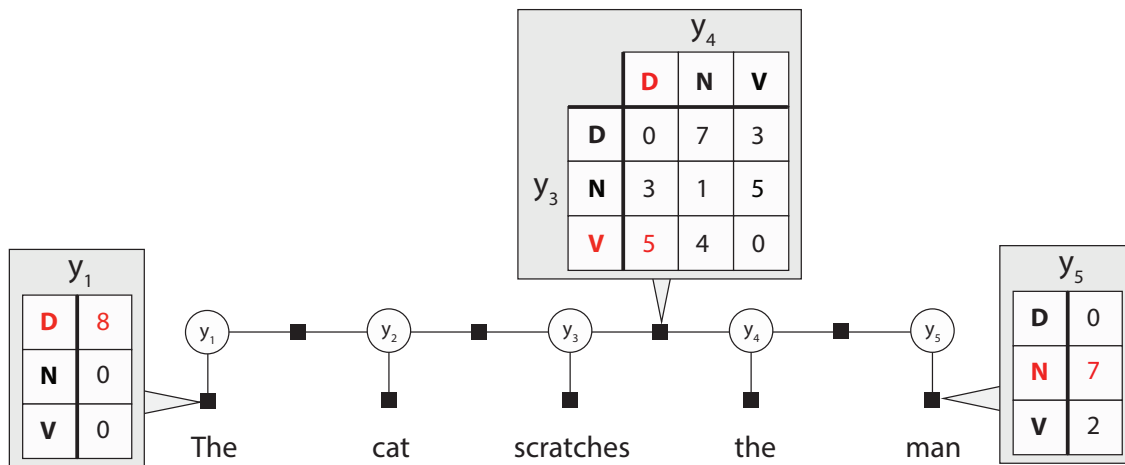 y4
D N V
D 0 7 3
y3
N 3 1 5
V 5 4 0
y1
D 8
N 0
V 0
y5
D 0
N 7
V 2
y1 y2 y3 y4 y5
The cat scratches the man